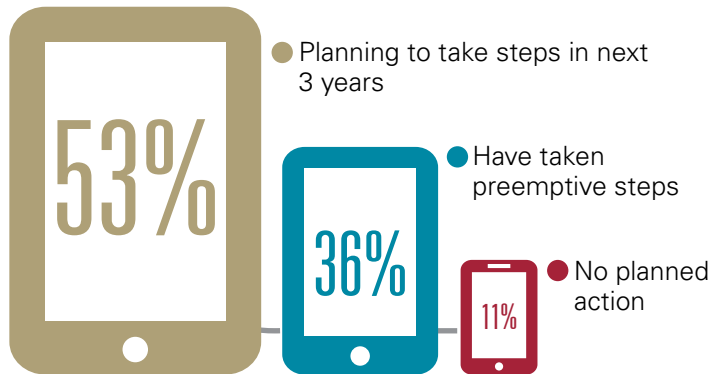 53%
Planning to take steps in next
3 years
36%
Have taken
preemptive steps
11%
No planned
action